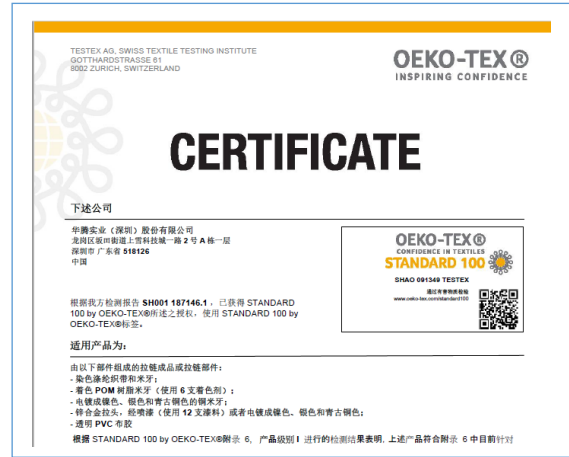 TESTEX AG, SWISS TEXTILE TESTING INSTITUTE
GOTTHARDSTRASSE 61
8002 ZURICH, SWITZERLAND
OEKO-TEX®
INSPIRING CONFIDENCE
CERTIFICATE
下述公司
华腾实业（深圳）股份有限公司
龙岗区坂田街道上雪科技城一路 2 号 A 栋一层
深圳市 广东省 518126
中国
OEKO-TEX®
CONFIDENCE IN TEXTILES
STANDARD 100
SHAO 091349 TESTEX
通过有害物质检验
www.oeko-tex.com/standard100
根据我方检测报告 SH001 187146.1 ，已获得 STANDARD
100 by OEKO-TEX®所述之授权，使用 STANDARD 100 by
OEKO-TEX®标签。
适用产品为:
由以下部件组成的拉链成品或拉链部件：
- 染色涤纶织带和米牙；
- 着色 POM 树脂米牙（使用 6 支着色剂）；
- 电镀成镍色、银色和青古铜色的铜米牙；
- 锌合金拉头，经喷漆（使用 12 支漆料）或者电镀成镍色、银色和青古铜色；
- 透明 PVC 布胶
根据 STANDARD 100 by OEKO-TEX®附录 6，产品级别 I 进行的检测结果表明，上述产品符合附录 6 中目前针对